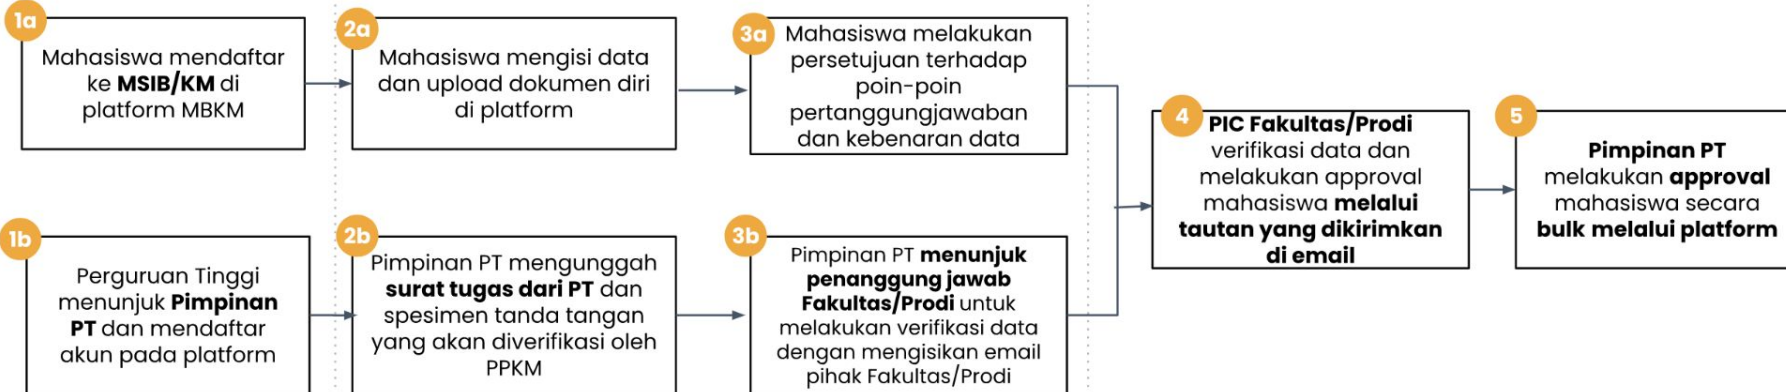 1a
Mahasiswa mendaftar
ke MSIB/KM di
platform MBKM
2a
Mahasiswa mengisi data
dan upload dokumen diri
di platform
3a
Mahasiswa melakukan
persetujuan terhadap
poin-poin
pertanggungjawaban
dan kebenaran data
1b
Perguruan Tinggi
menunjuk Pimpinan
PT dan mendaftar
akun pada platform
2b
Pimpinan PT mengunggah
surat tugas dari PT dan
spesimen tanda tangan
yang akan diverifikasi oleh
PPKM
3b
Pimpinan PT menunjuk
penanggung jawab
Fakultas/Prodi untuk
melakukan verifikasi data
dengan mengisikan email
pihak Fakultas/Prodi
4
PIC Fakultas/Prodi
verifikasi data dan
melakukan approval
mahasiswa melalui
tautan yang dikirimkan
di email
5
Pimpinan PT
melakukan approval
mahasiswa secara
bulk melalui platform